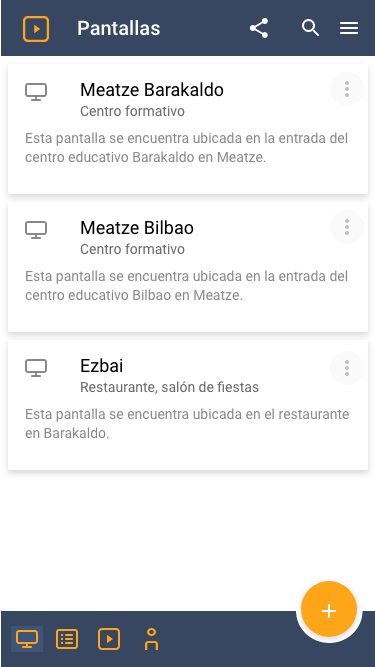 Pantallas
Meatze Barakaldo
Centro formativo
Esta pantalla se encuentra ubicada en la entrada del
centro educativo Barakaldo en Meatze.
Meatze Bilbao
Centro formativo
Esta pantalla se encuentra ubicada en la entrada del
centro educativo Bilbao en Meatze.
Ezbai
Restaurante, salón de fiestas
Esta pantalla se encuentra ubicada en el restaurante
en Barakaldo.